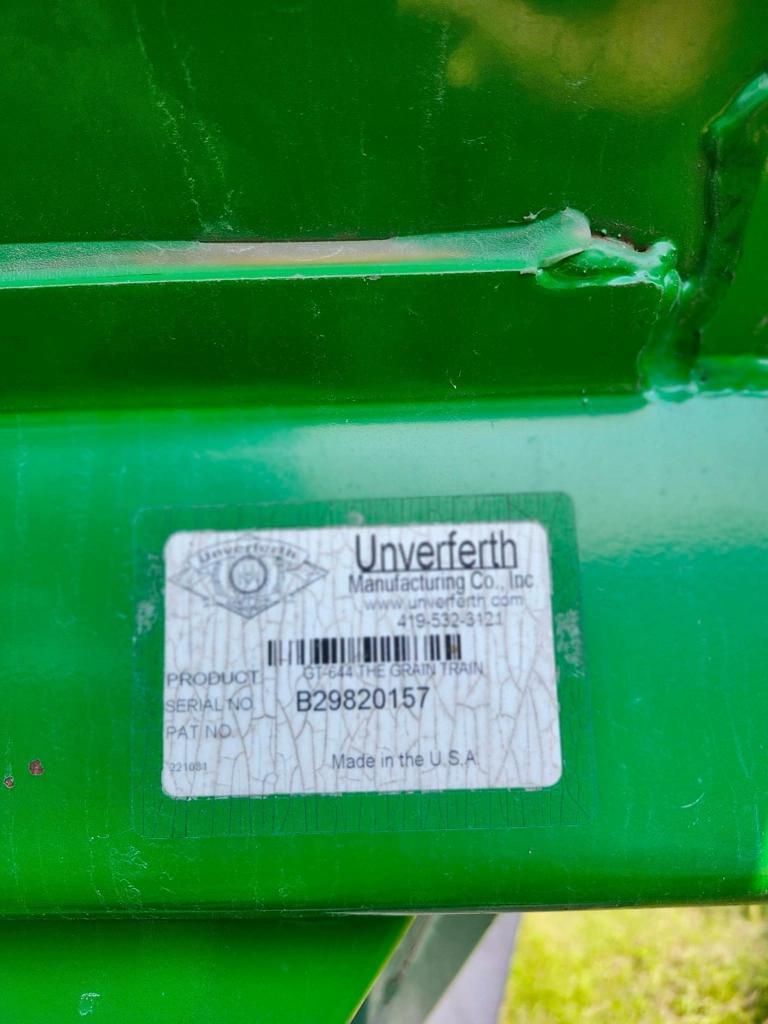 Unverferth
Unverferth
Manufacturing Co., Inc
www.unverferth.com
419-532-3121
PRODUCT GT-644 THE GRAIN TRAIN
SERIAL NO. B29820157
PAT NO.
221081 Made in the U.S.A.